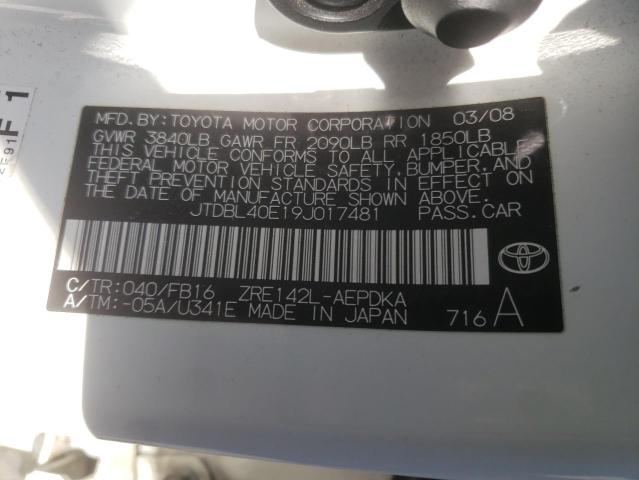 MFD.BY:TOYOTA MOTOR CORPORATION 03/08
GVWR 3840LB GAWR FR 2090LB RR 1850LB
THIS VEHICLE CONFORMS TO ALL APPLICABLE
FEDERAL MOTOR VEHICLE SAFETY, BUMPER, AND
THEFT PREVENTION STANDARDS IN EFFECT ON
THE DATE OF MANUFACTURE SHOWN ABOVE.
JTDBL40E19J017481 PASS.CAR
C/TR:040/FB16 ZRE142L-AEPDKA
A/TM:-05A/U341E MADE IN JAPAN 716 A
F1